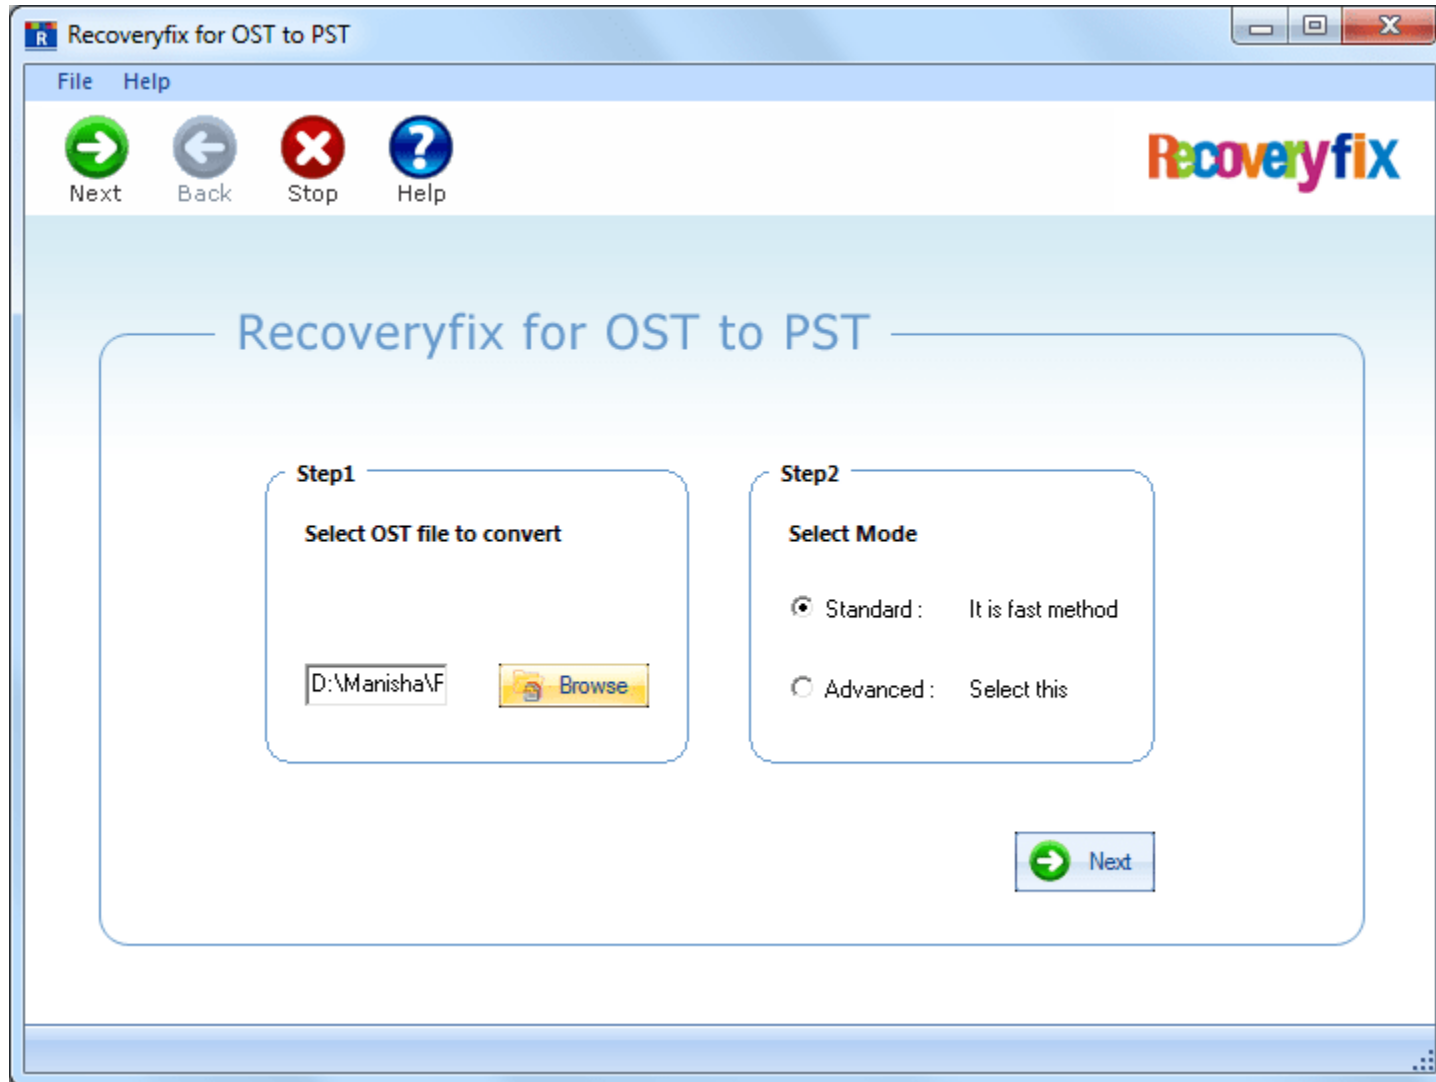 Recoveryfix for OST to PST
File Help
Next Back Stop Help
Recoveryfix
Recoveryfix for OST to PST
Step1
Select OST file to convert
D:\Manisha\F
Browse
Step2
Select Mode
Standard : It is fast method
Advanced : Select this
Next